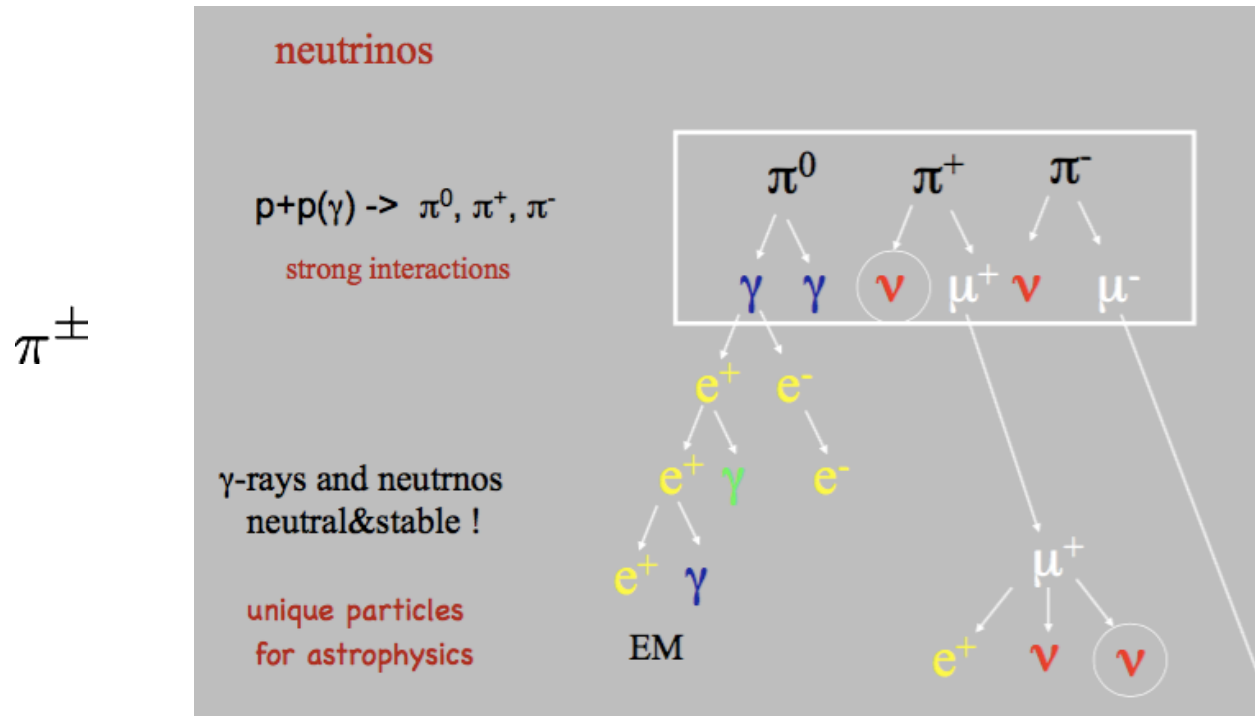 neutrinos
π⁰ π⁺ π⁻
p+p(γ) -> π⁰, π⁺, π⁻
strong interactions
γ γ ν μ⁺ ν μ⁻
π±
e⁺ e⁻
e⁺ γ e⁻
γ-rays and neutrnos
neutral&stable !
μ⁺
e⁺ γ
unique particles
for astrophysics
EM
e⁺ ν ν